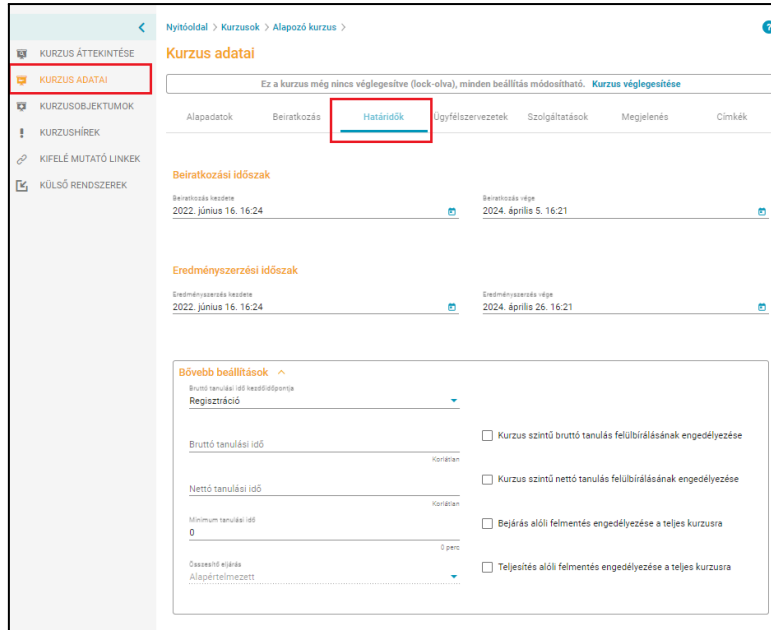 Nyitóoldal > Kurzusok > Alapozó kurzus >
?
KURZUS ÁTTEKINTÉSE
KURZUS ADATAI
KURZUSOBJEKTUMOK
KURZUSHÍREK
KIFELÉ MUTATÓ LINKEK
KÜLSŐ RENDSZEREK
Kurzus adatai
Ez a kurzus még nincs véglegesítve (lock-olva), minden beállítás módosítható. Kurzus véglegesítése
Alapadatok Beiratkozás Határidők Ügyfélszervezetek Szolgáltatások Megjelenés Címkék
Beiratkozási időszak
Beiratkozás kezdete Beiratkozás vége
2022. június 16. 16:24 2024. április 5. 16:21
Eredményszerzési időszak
Eredményszerzés kezdete Eredményszerzés vége
2022. június 16. 16:24 2024. április 26. 16:21
Bővebb beállítások
Bruttó tanulási idő kezdőidőpontja
Regisztráció
Bruttó tanulási idő
Korlátlan
Nettó tanulási idő
Korlátlan
Minimum tanulási idő
0
0 perc
Összesítő eljárás
Alapértelmezett
Kurzus szintű bruttó tanulás felülbírálásának engedélyezése
Kurzus szintű nettó tanulás felülbírálásának engedélyezése
Bejárás alóli felmentés engedélyezése a teljes kurzusra
Teljesítés alóli felmentés engedélyezése a teljes kurzusra